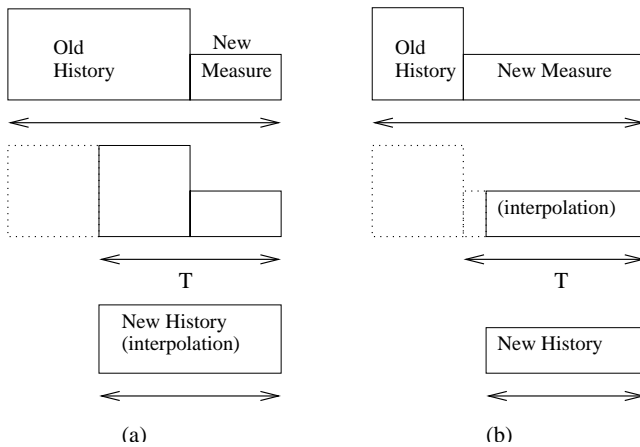 Old
History
New
Measure
Old
History
New Measure
(interpolation)
T
T
New History
(interpolation)
New History
(a)
(b)